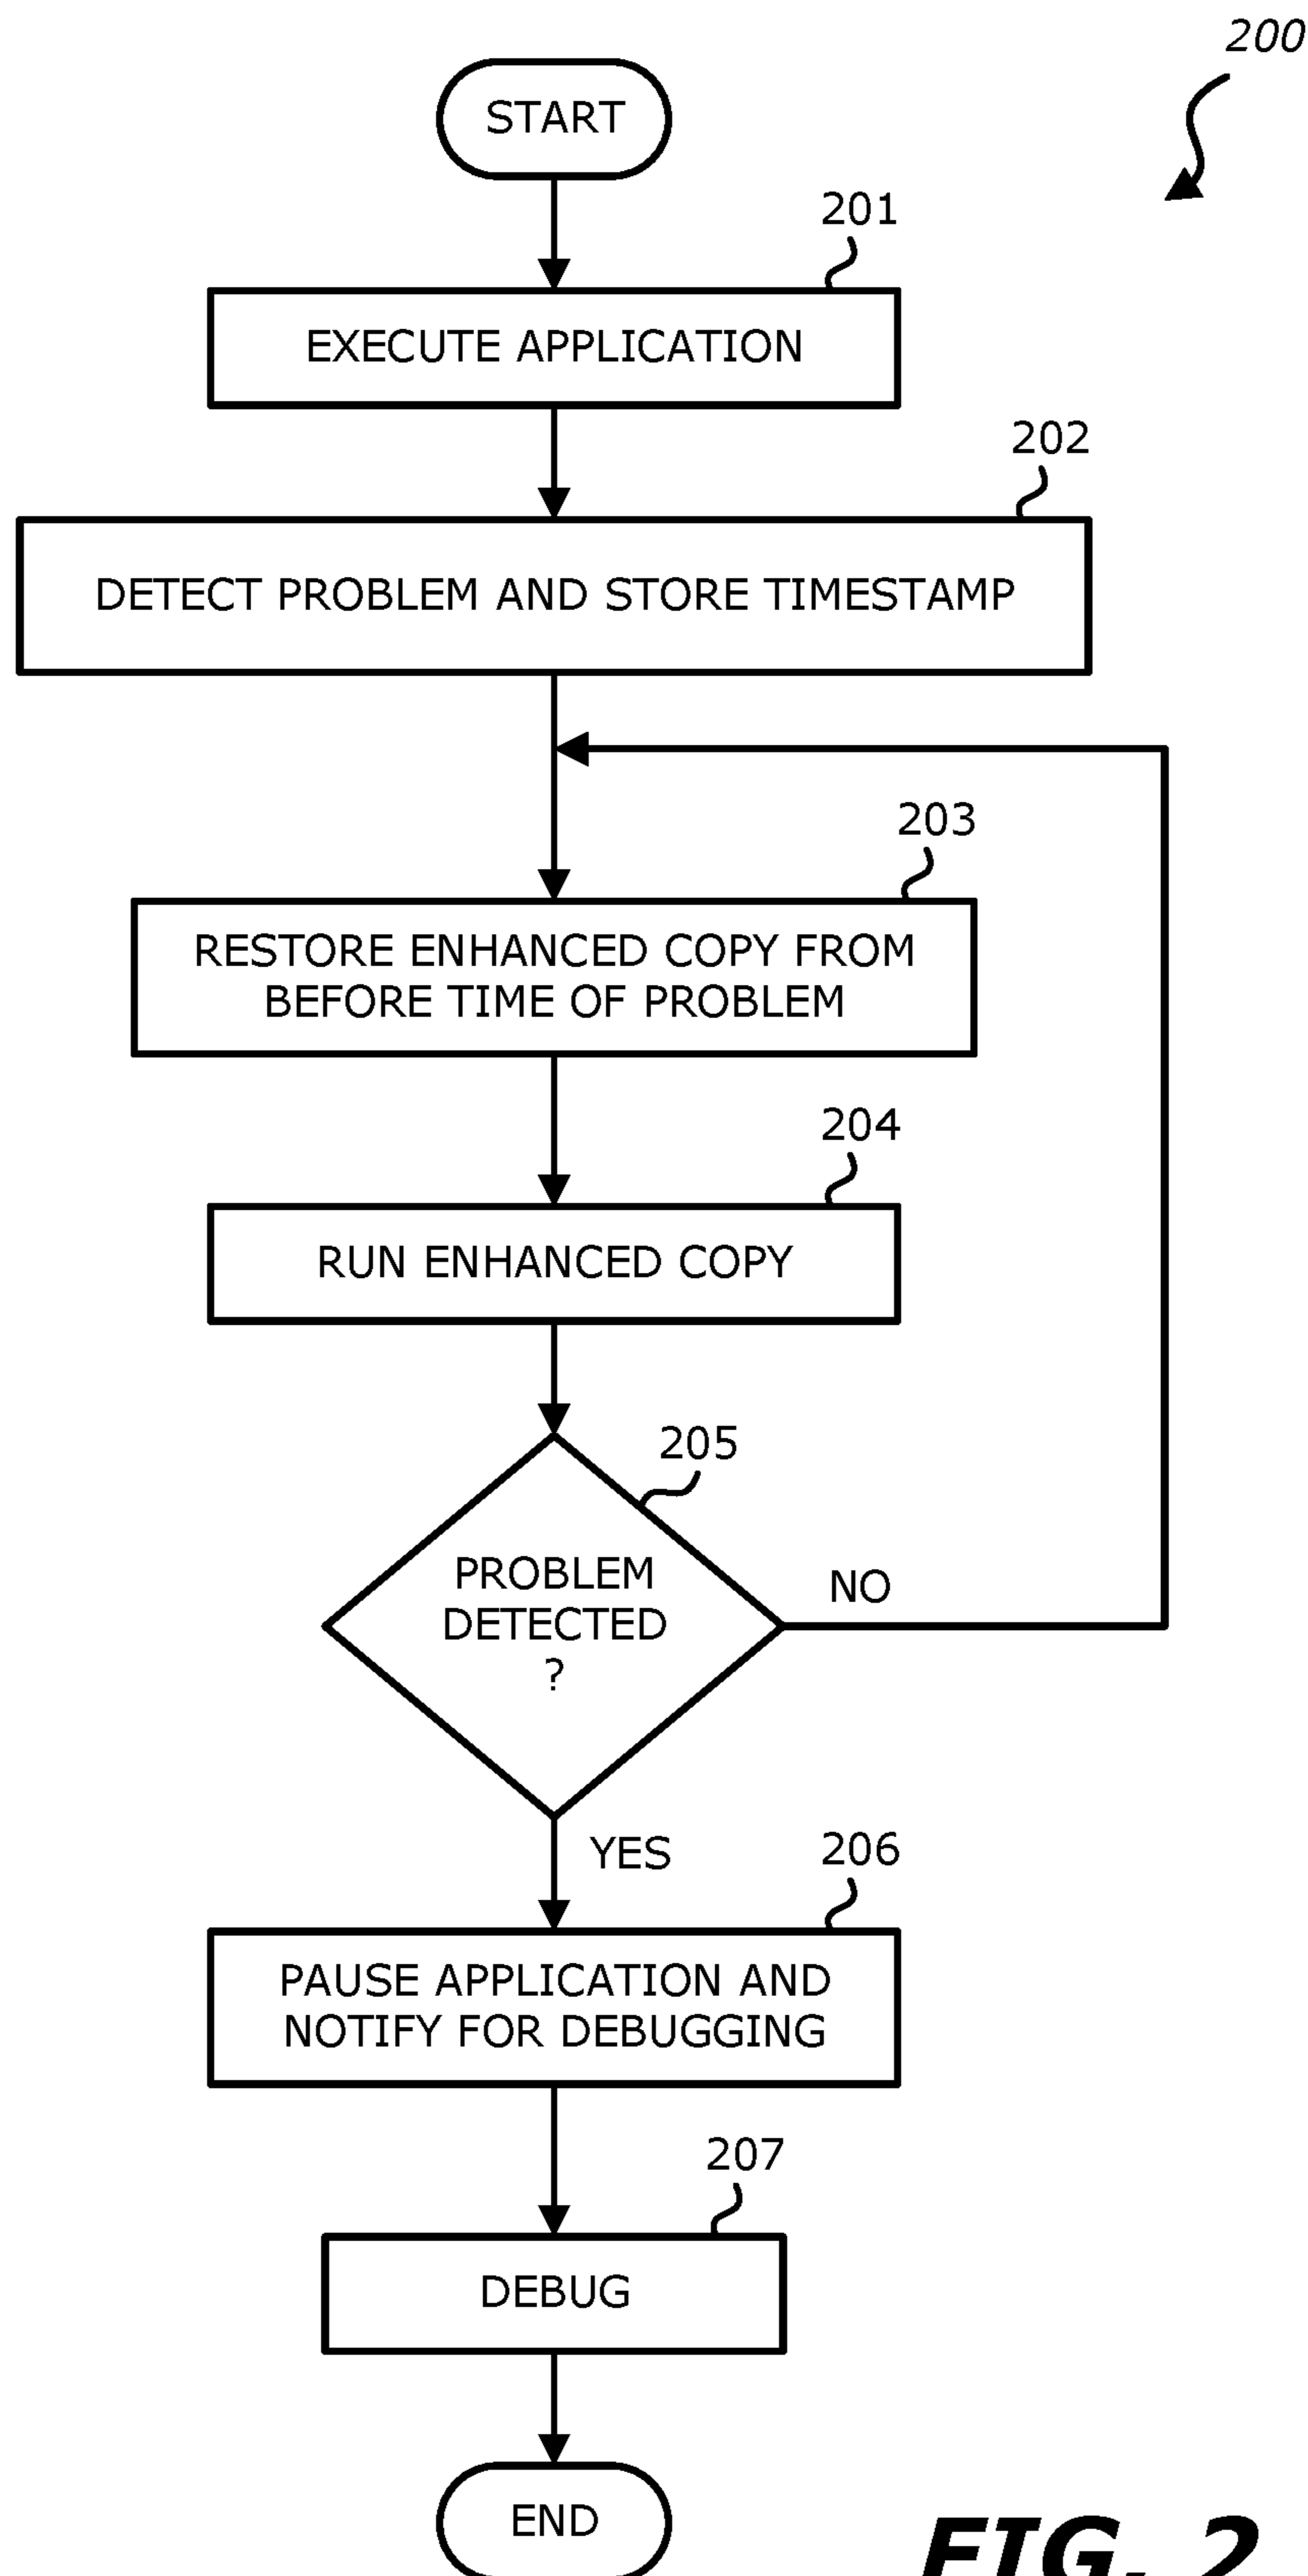 200
START
201
EXECUTE APPLICATION
202
DETECT PROBLEM AND STORE TIMESTAMP
203
RESTORE ENHANCED COPY FROM
BEFORE TIME OF PROBLEM
204
RUN ENHANCED COPY
205
PROBLEM
DETECTED
?
NO
YES
206
PAUSE APPLICATION AND
NOTIFY FOR DEBUGGING
207
DEBUG
END
FIG. 2